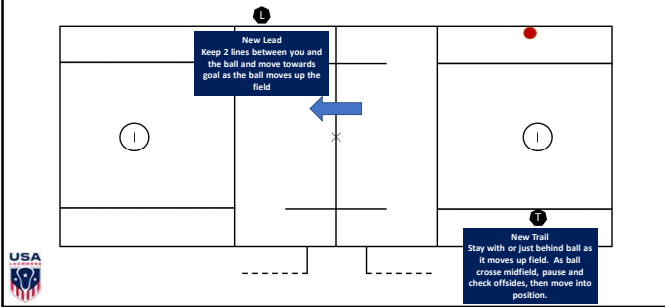 L
New Lead
Keep 2 lines between you and
the ball and move towards
goal as the ball moves up the
field
T
New Trail
Stay with or just behind ball as
it moves up field. As ball
crosse midfield, pause and
check offsides, then move into
position.
USA
LACROSSE